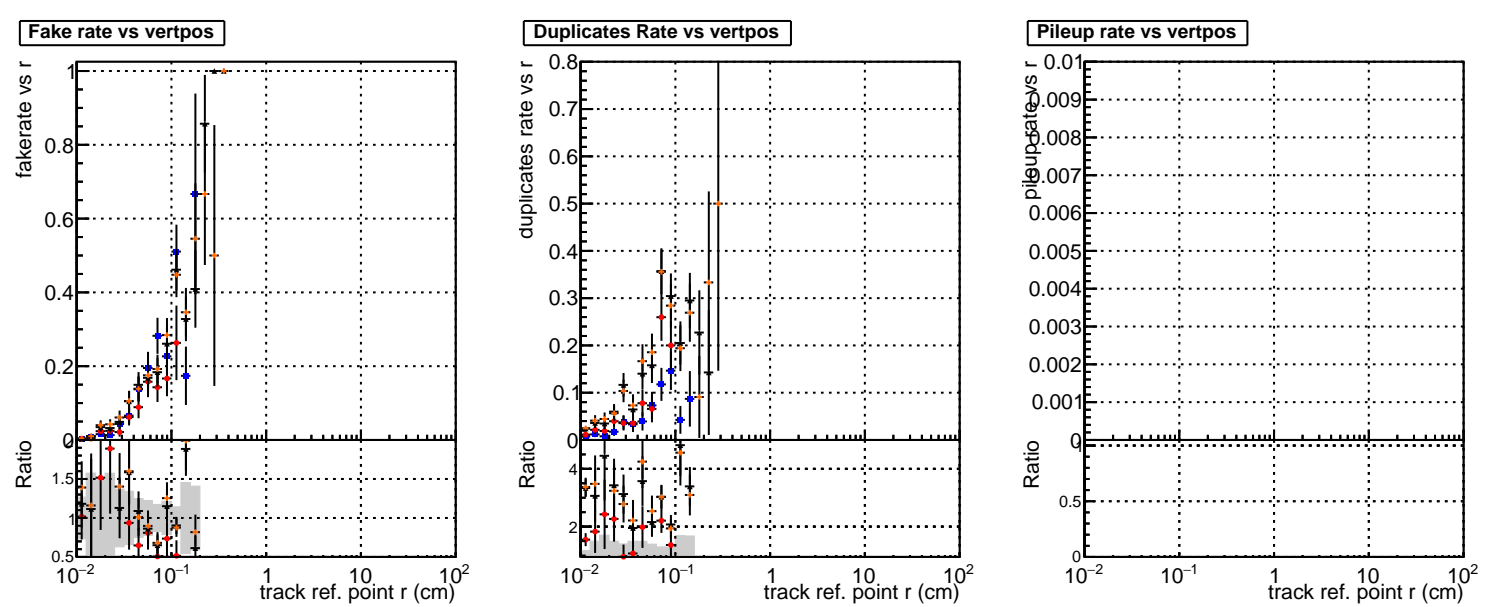 Fake rate vs vertpos
fakerate vs r
1
0.8
0.6
0.4
0.2
0
Ratio
1.5
1
0.5
10⁻² 10⁻¹ 1 10 10²
track ref. point r (cm)
Duplicates Rate vs vertpos
duplicates rate vs r
0.8
0.7
0.6
0.5
0.4
0.3
0.2
0.1
0
Ratio
4
2
10⁻² 10⁻¹ 1 10 10²
track ref. point r (cm)
Pileup rate vs vertpos
pileup rate vs r
0.01
0.009
0.008
0.007
0.006
0.005
0.004
0.003
0.002
0.001
0
Ratio
1
0.5
0
10⁻² 10⁻¹ 1 10 10²
track ref. point r (cm)